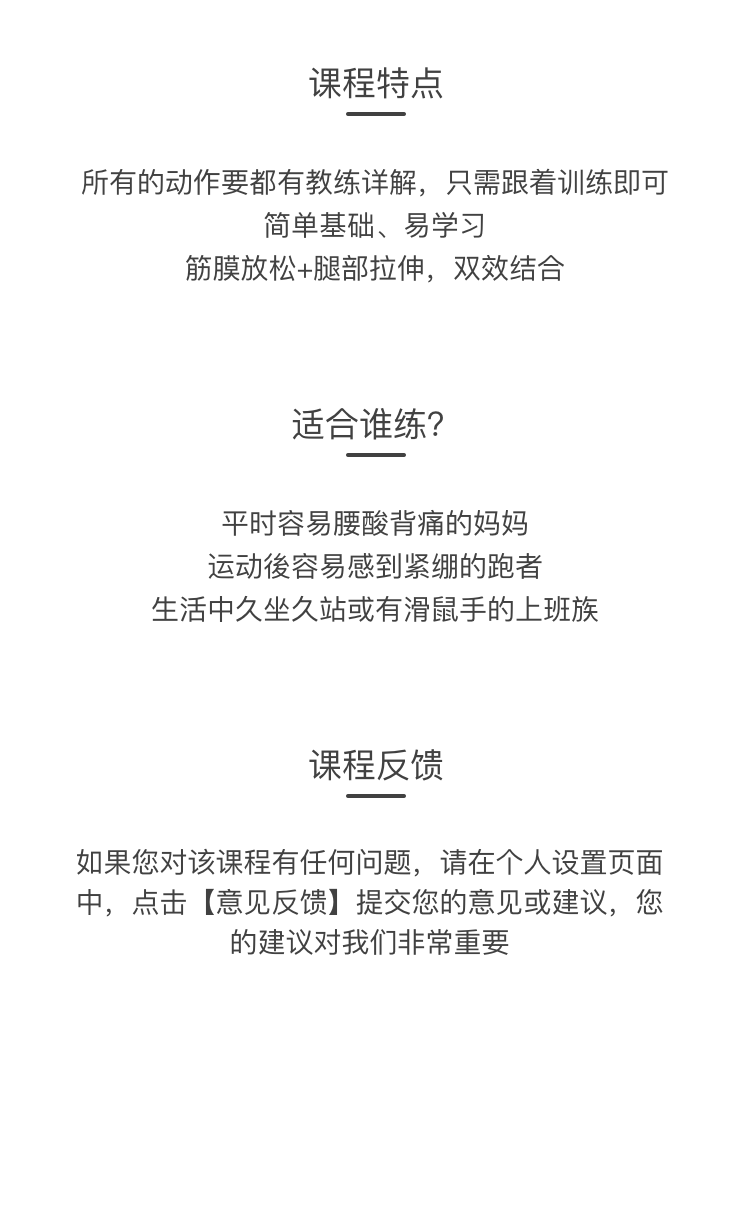 课程特点
所有的动作要都有教练详解，只需跟着训练即可
简单基础、易学习
筋膜放松+腿部拉伸，双效结合
适合谁练?
平时容易腰酸背痛的妈妈
运动後容易感到紧绷的跑者
生活中久坐久站或有滑鼠手的上班族
课程反馈
如果您对该课程有任何问题，请在个人设置页面
中，点击【意见反馈】提交您的意见或建议，您
的建议对我们非常重要